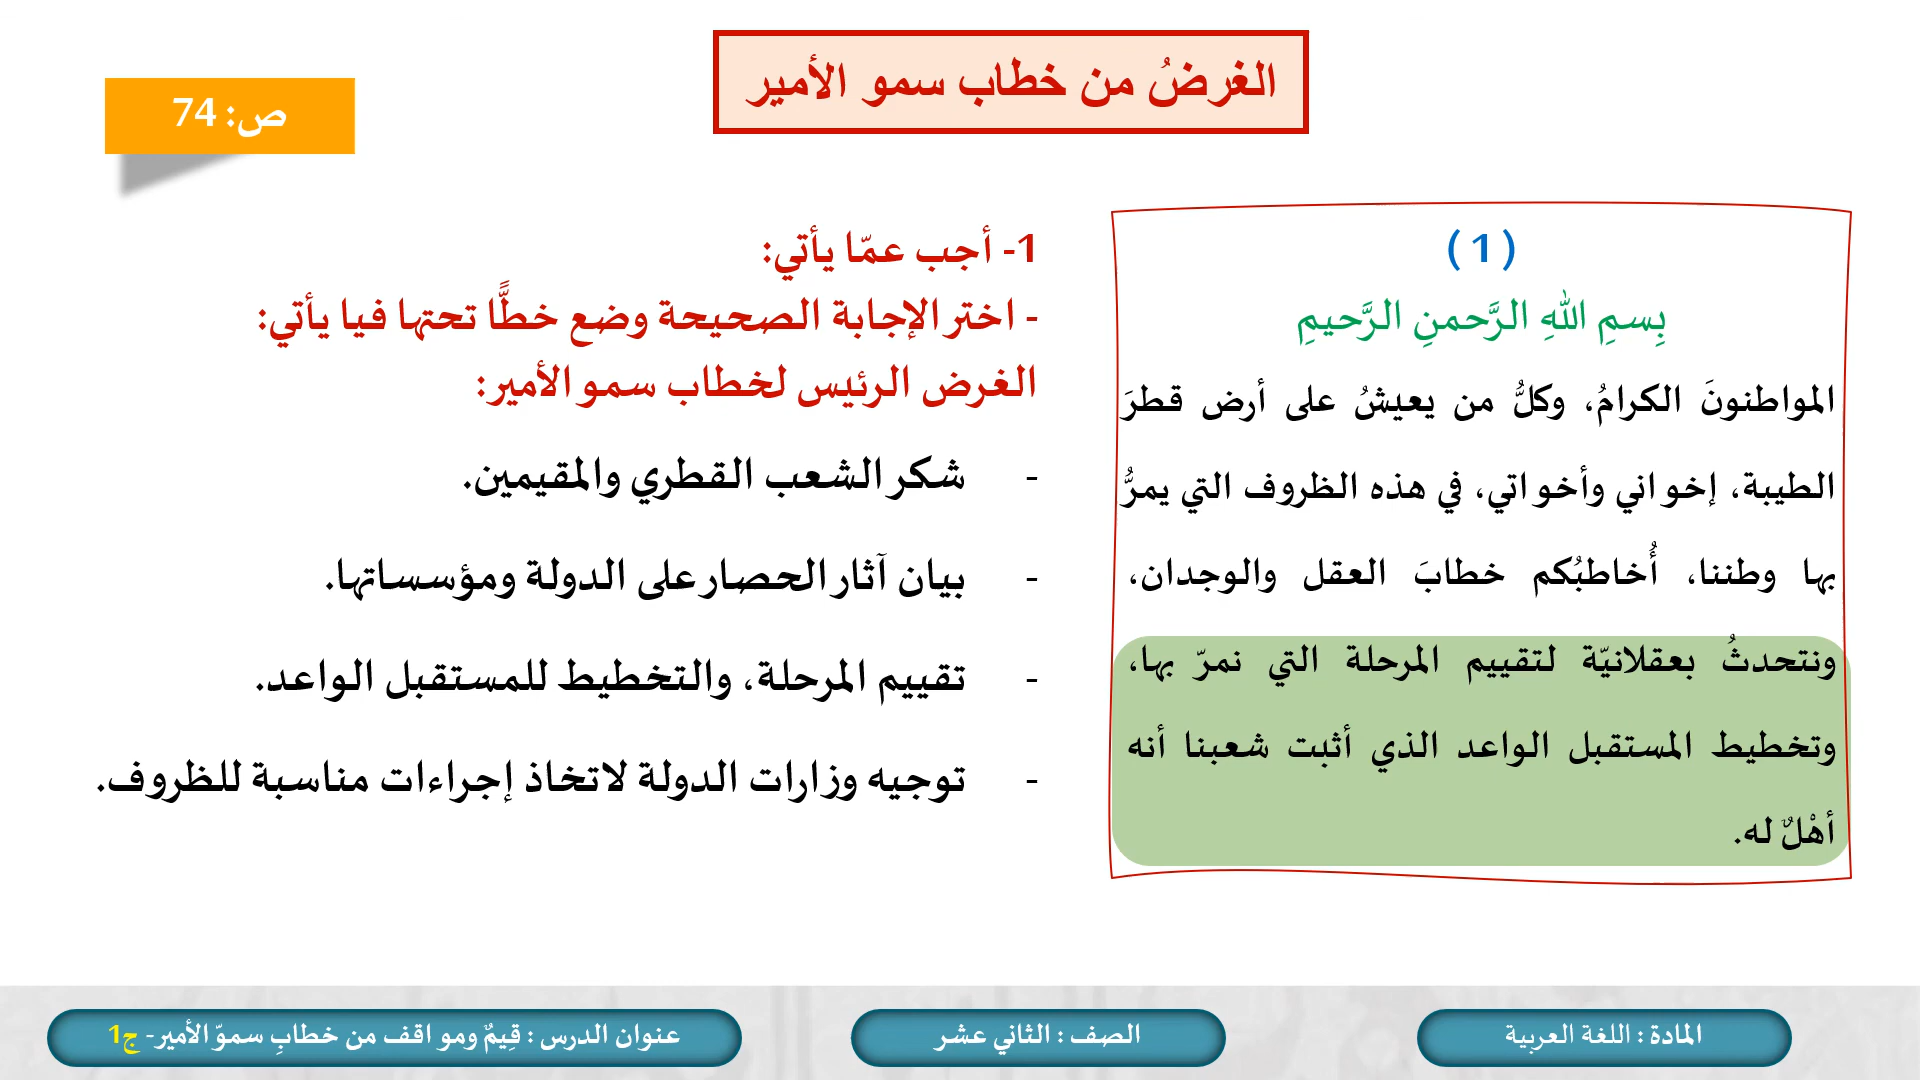 الغرضُ من خطاب سمو الأمير
ص: 74
(1)
بِسمِ اللهِ الرَّحمنِ الرَّحيمِ
المواطنونَ الكرامُ، وكلُّ من يعيشُ على أرض قطرَ
الطيبة، إخواني وأخواتي، في هذه الظروف التي يمرُّ
بها وطننا، أُخاطبُكم خطابَ العقل والوجدان،
ونتحدثُ بعقلانيّة لتقييم المرحلة التي نمرّ بها،
وتخطيط المستقبل الواعد الذي أثبت شعبنا أنه
أهْلٌ له.
1- أجب عمّا يأتي:
- اختر الإجابة الصحيحة وضع خطًّا تحتها فيا يأتي:
الغرض الرئيس لخطاب سمو الأمير:
- شكر الشعب القطري والمقيمين.
- بيان آثار الحصار على الدولة ومؤسساتها.
- تقييم المرحلة، والتخطيط للمستقبل الواعد.
- توجيه وزارات الدولة لاتخاذ إجراءات مناسبة للظروف.
المادة : اللغة العربية
الصف : الثاني عشر
عنوان الدرس : قِيمٌ ومواقف من خطابِ سموّ الأمير- ج1